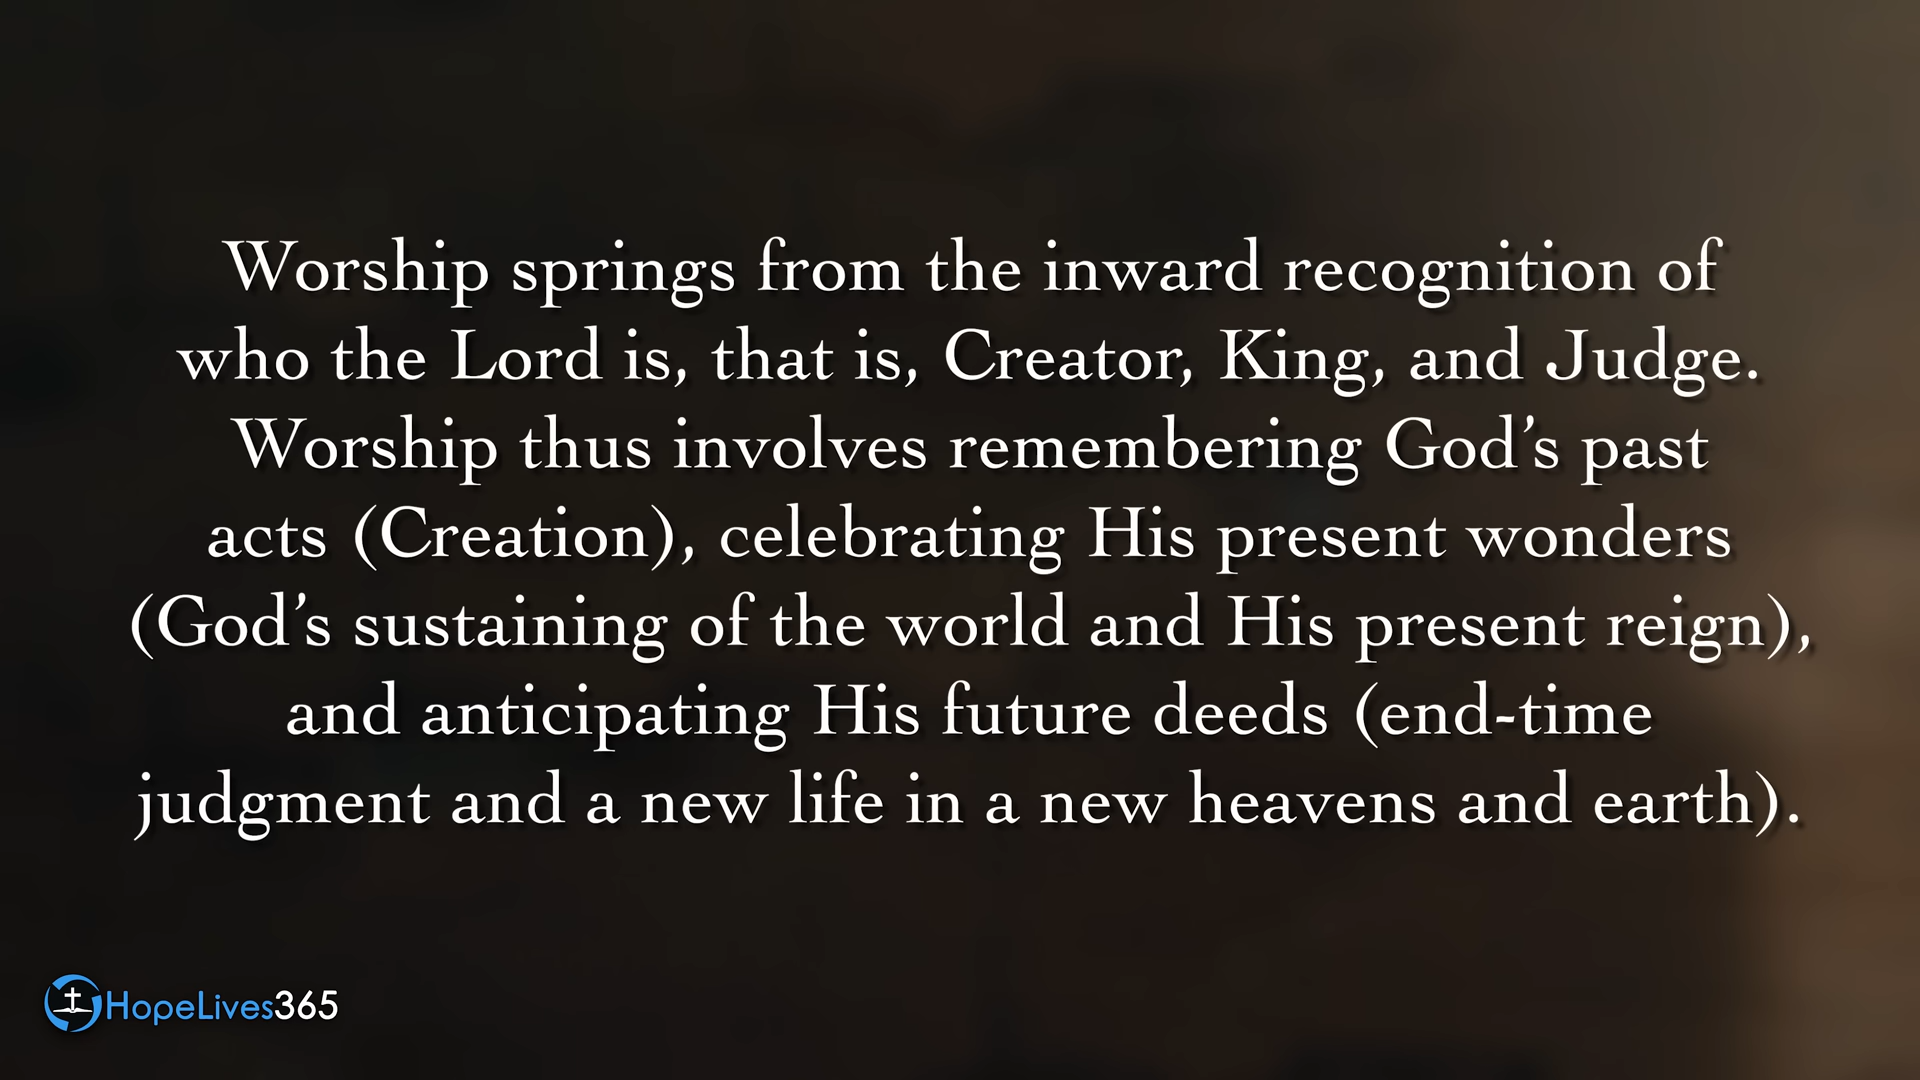 Worship springs from the inward recognition of
who the Lord is, that is, Creator, King, and Judge.
Worship thus involves remembering God’s past
acts (Creation), celebrating His present wonders
(God’s sustaining of the world and His present reign),
and anticipating His future deeds (end-time
judgment and a new life in a new heavens and earth).
HopeLives365